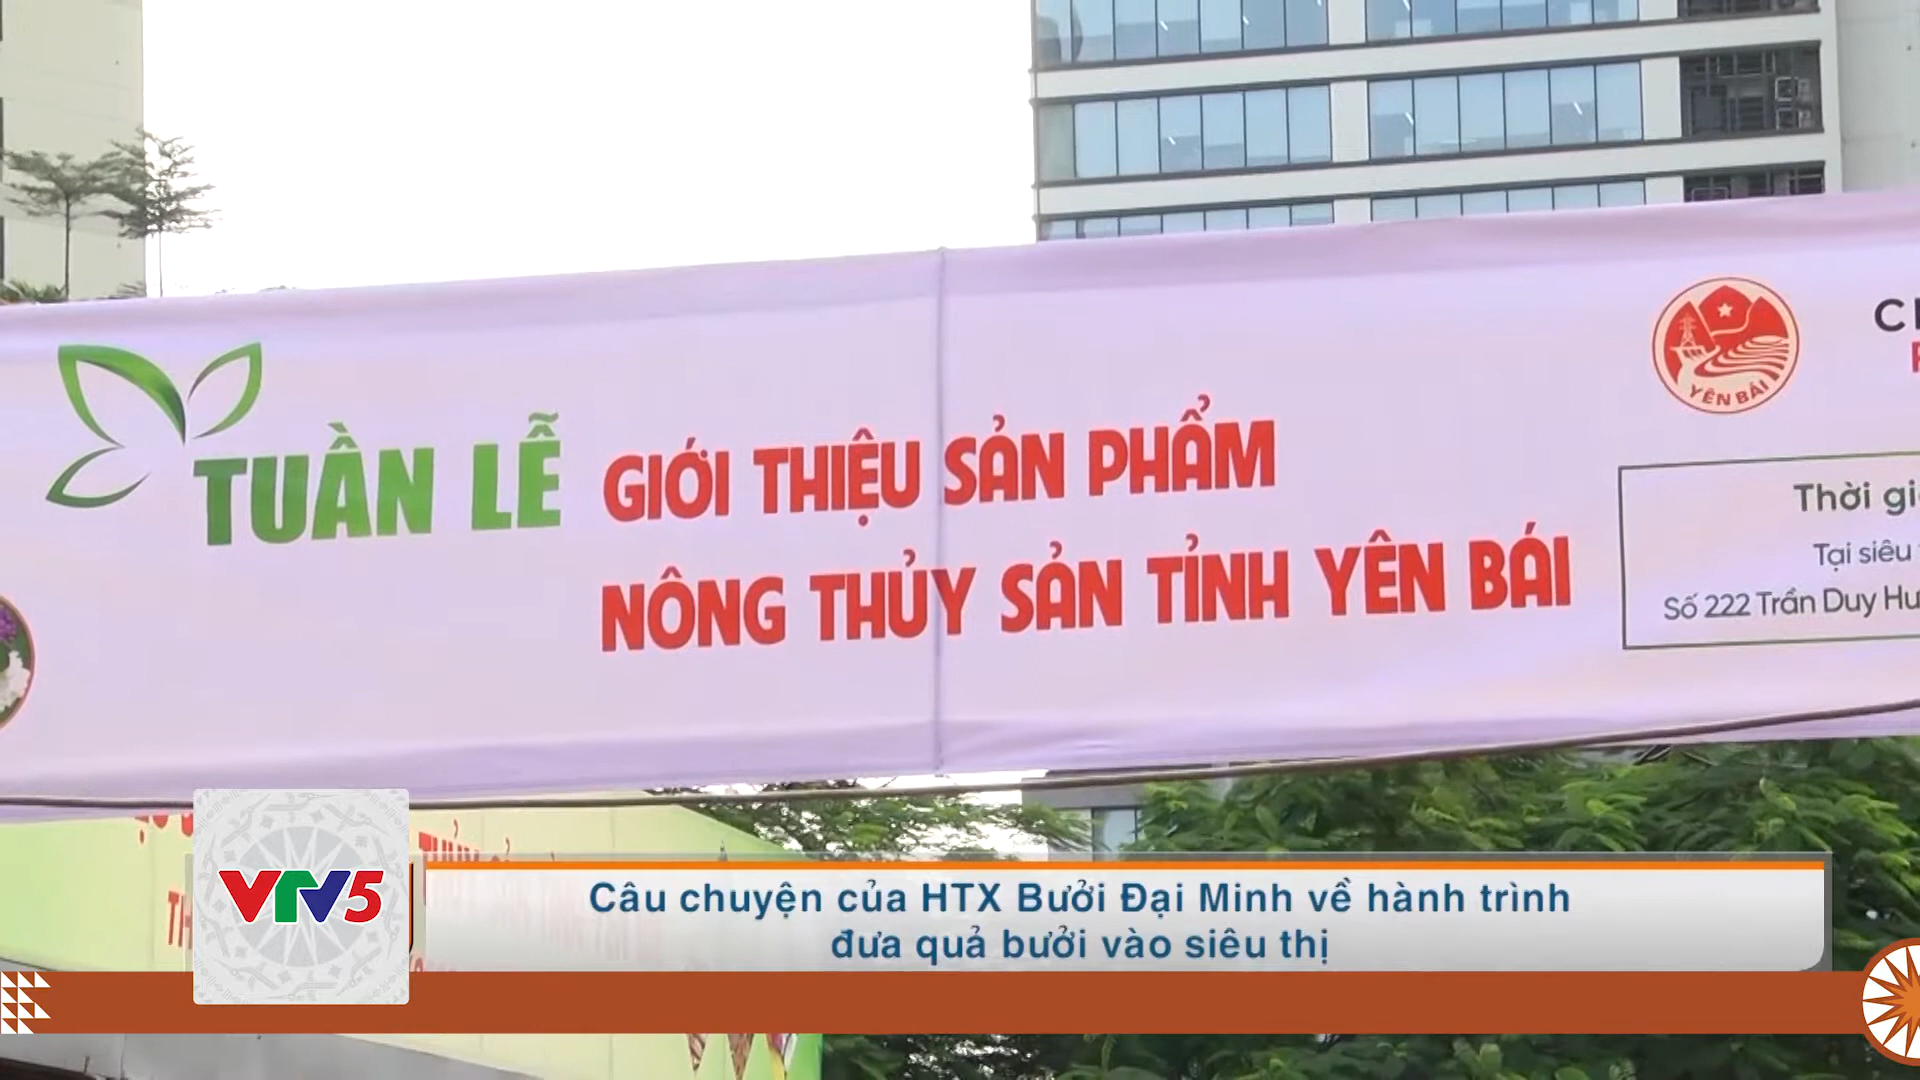 TUẦN LỄ
GIỚI THIỆU SẢN PHẨM
NÔNG THỦY SẢN TỈNH YÊN BÁI
YÊN BÁI
Thời
Tại siêu
Số 222 Trần Duy
VTV5
Câu chuyện của HTX Bưởi Đại Minh về hành trình
đưa quả bưởi vào siêu thị